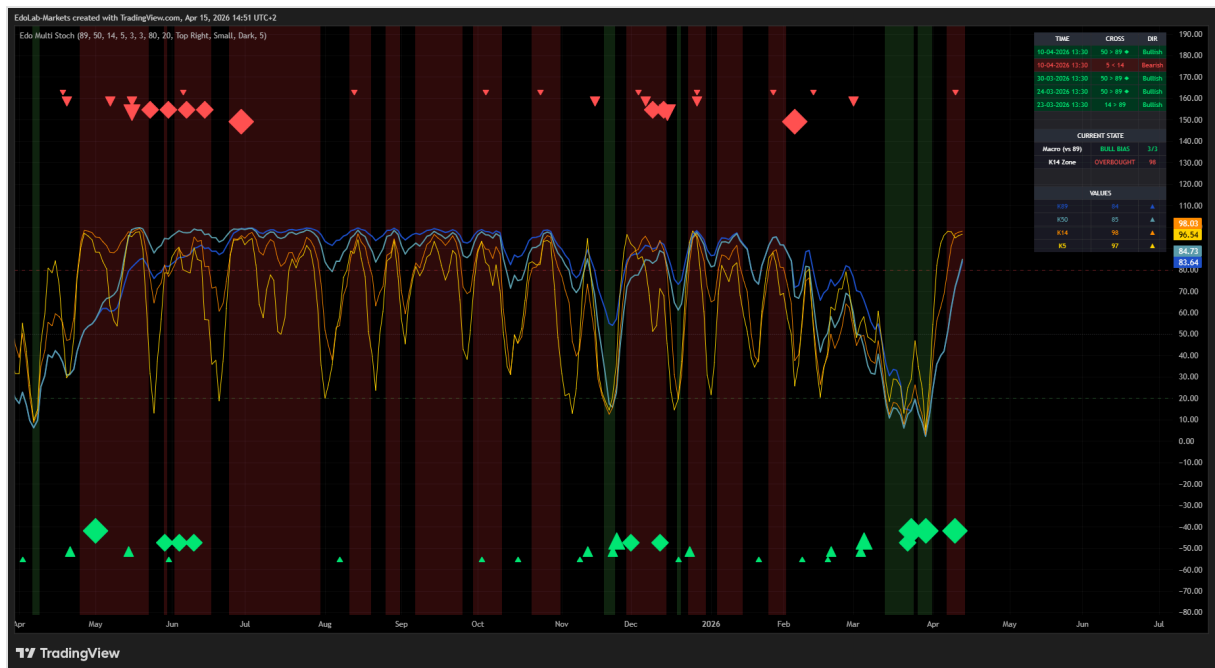 EdoLab-Markets created with TradingView.com, Apr 15, 2026 14:51 UTC+2
Edo Multi Stoch (89, 50, 14, 5, 3, 3, 80, 20, Top Right, Small, Dark, 5)
TIME CROSS DIR
10-04-2026 13:30 50 > 89 ◆ Bullish
10-04-2026 13:30 5 < 14 Bearish
30-03-2026 13:30 50 > 89 ◆ Bullish
24-03-2026 13:30 50 > 89 ◆ Bullish
23-03-2026 13:30 14 > 89 Bullish
CURRENT STATE
Macro (vs 89) BULL BIAS 3/3
K14 Zone OVERBOUGHT 98
VALUES
K89 84 ▲
K50 85 ▲
K14 98 ▲
K5 97 ▲
190.00
180.00
170.00
160.00
150.00
140.00
130.00
120.00
110.00
98.03
96.54
84.73
83.64
80.00
70.00
60.00
50.00
40.00
30.00
20.00
10.00
0.00
−10.00
−20.00
−30.00
−40.00
−50.00
−60.00
−70.00
−80.00
Apr May Jun Jul Aug Sep Oct Nov Dec 2026 Feb Mar Apr May Jun Jul
TradingView